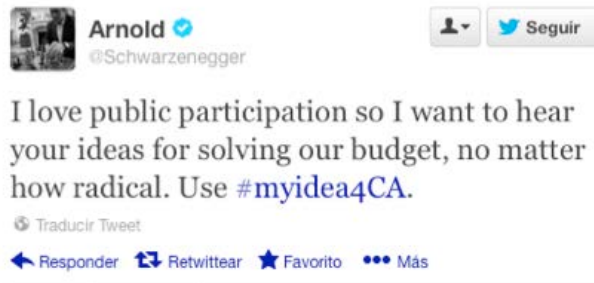 Arnold
@Schwarzenegger
Seguir
I love public participation so I want to hear
your ideas for solving our budget, no matter
how radical. Use #myidea4CA.
Traducir Tweet
Responder Retwittear Favorito Más